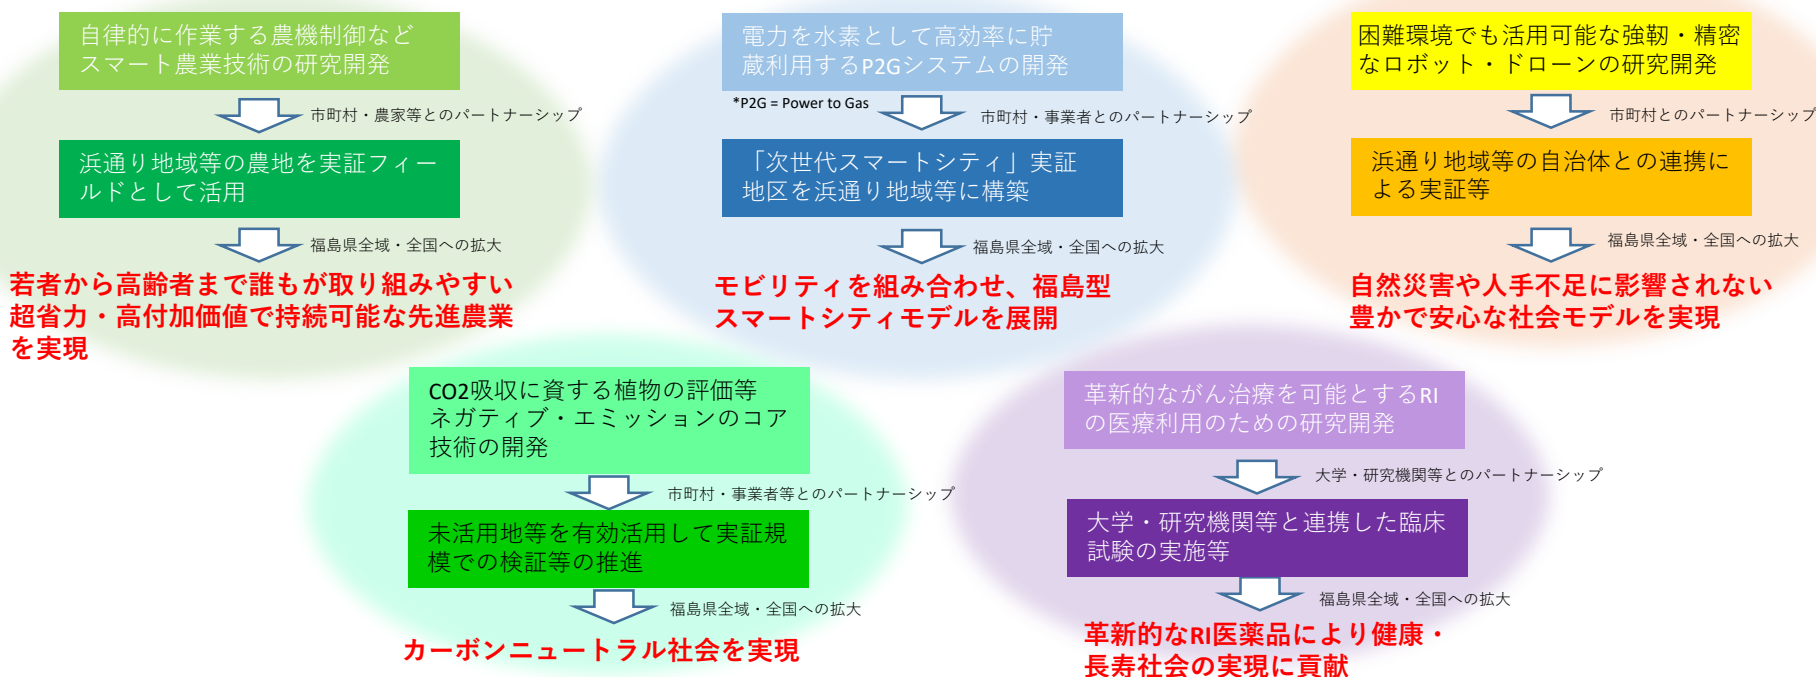 自律的に作業する農機制御など
スマート農業技術の研究開発
市町村・農家等とのパートナーシップ
浜通り地域等の農地を実証フィー
ルドとして活用
福島県全域・全国への拡大
若者から高齢者まで誰もが取り組みやすい
超省力・高付加価値で持続可能な先進農業
を実現
電力を水素として高効率に貯
蔵利用するP2Gシステムの開発
*P2G = Power to Gas
市町村・事業者とのパートナーシップ
「次世代スマートシティ」実証
地区を浜通り地域等に構築
福島県全域・全国への拡大
モビリティを組み合わせ、福島型
スマートシティモデルを展開
困難環境でも活用可能な強靭・精密
なロボット・ドローンの研究開発
市町村とのパートナーシップ
浜通り地域等の自治体との連携に
よる実証等
福島県全域・全国への拡大
自然災害や人手不足に影響されない
豊かで安心な社会モデルを実現
CO2吸収に資する植物の評価等
ネガティブ・エミッションのコア
技術の開発
市町村・事業者等とのパートナーシップ
未活用地等を有効活用して実証規
模での検証等の推進
福島県全域・全国への拡大
カーボンニュートラル社会を実現
革新的ながん治療を可能とするRI
の医療利用のための研究開発
大学・研究機関等とのパートナーシップ
大学・研究機関等と連携した臨床
試験の実施等
福島県全域・全国への拡大
革新的なRI医薬品により健康・
長寿社会の実現に貢献